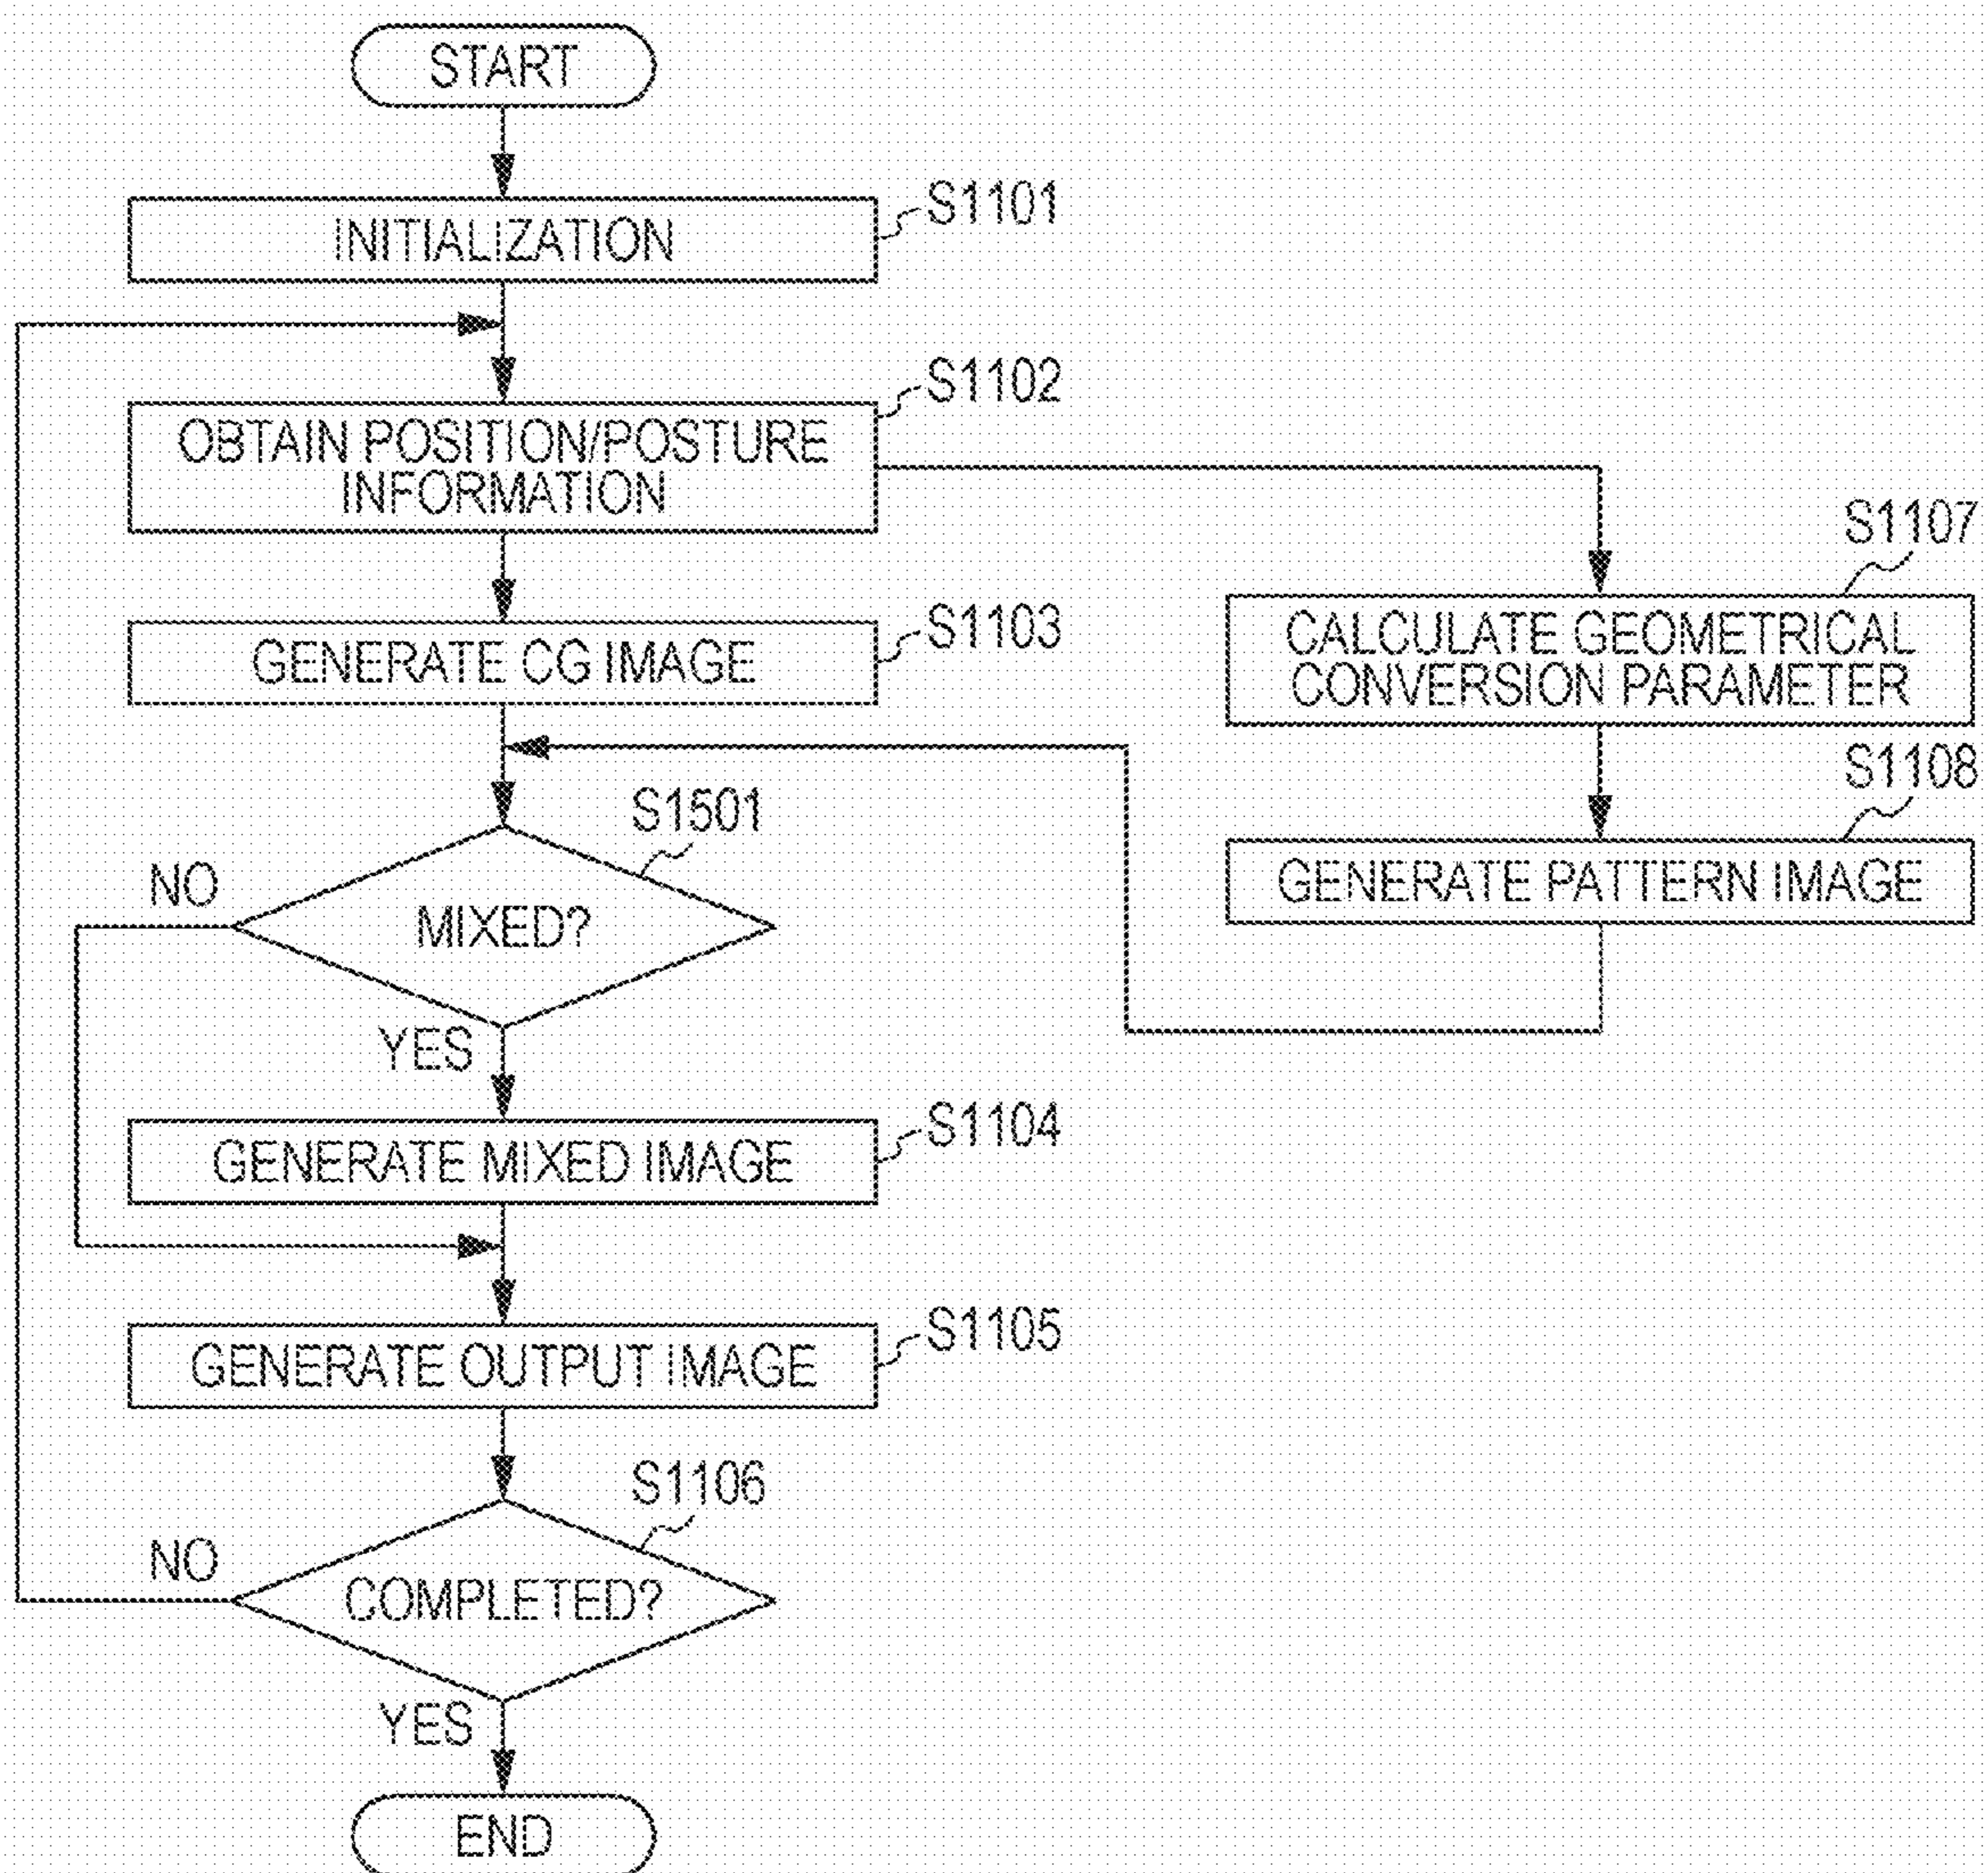 START
S1101
INITIALIZATION
S1102
OBTAIN POSITION/POSTURE
INFORMATION
S1103
GENERATE CG IMAGE
S1107
CALCULATE GEOMETRICAL
CONVERSION PARAMETER
S1108
GENERATE PATTERN IMAGE
S1501
NO
MIXED?
YES
S1104
GENERATE MIXED IMAGE
S1105
GENERATE OUTPUT IMAGE
S1106
NO
COMPLETED?
YES
END